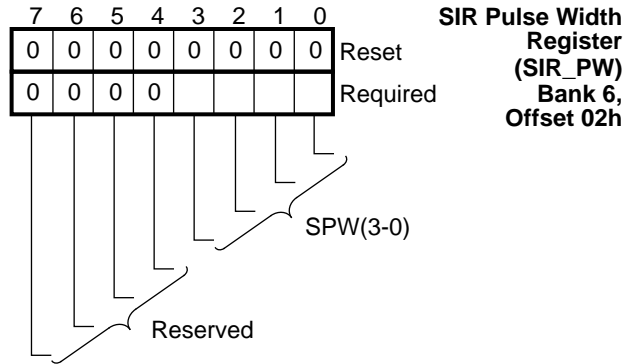 7 6 5 4 3 2 1 0
0 0 0 0 0 0 0 0 Reset
0 0 0 0 Required
SIR Pulse Width
Register
(SIR_PW)
Bank 6,
Offset 02h
SPW(3-0)
Reserved